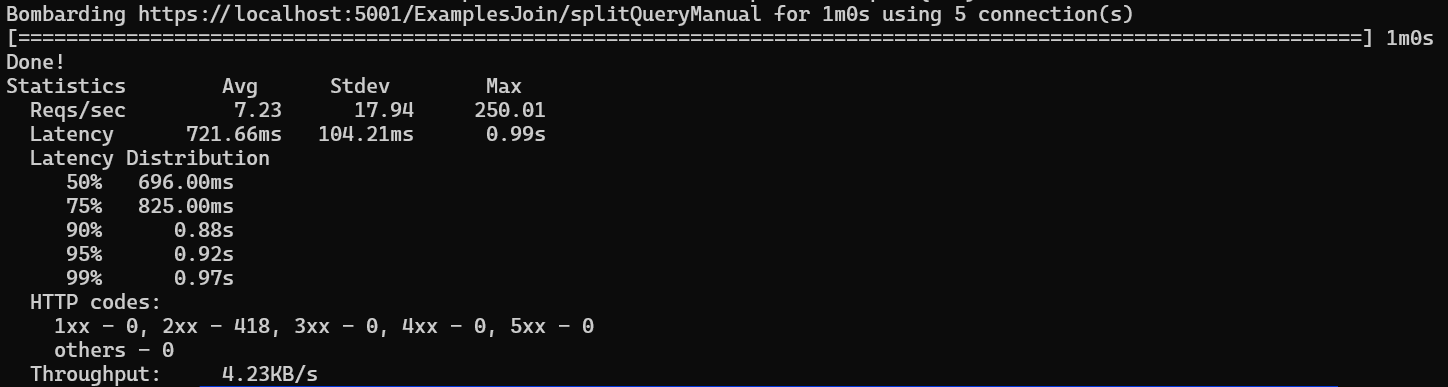 Bombarding https://localhost:5001/ExamplesJoin/splitQueryManual for 1m0s using 5 connection(s)
[================================================================================================================] 1m0s
Done!
Statistics        Avg      Stdev        Max
  Reqs/sec         7.23      17.94     250.01
  Latency      721.66ms   104.21ms      0.99s
  Latency Distribution
     50%   696.00ms
     75%   825.00ms
     90%      0.88s
     95%      0.92s
     99%      0.97s
  HTTP codes:
    1xx - 0, 2xx - 418, 3xx - 0, 4xx - 0, 5xx - 0
    others - 0
  Throughput:     4.23KB/s